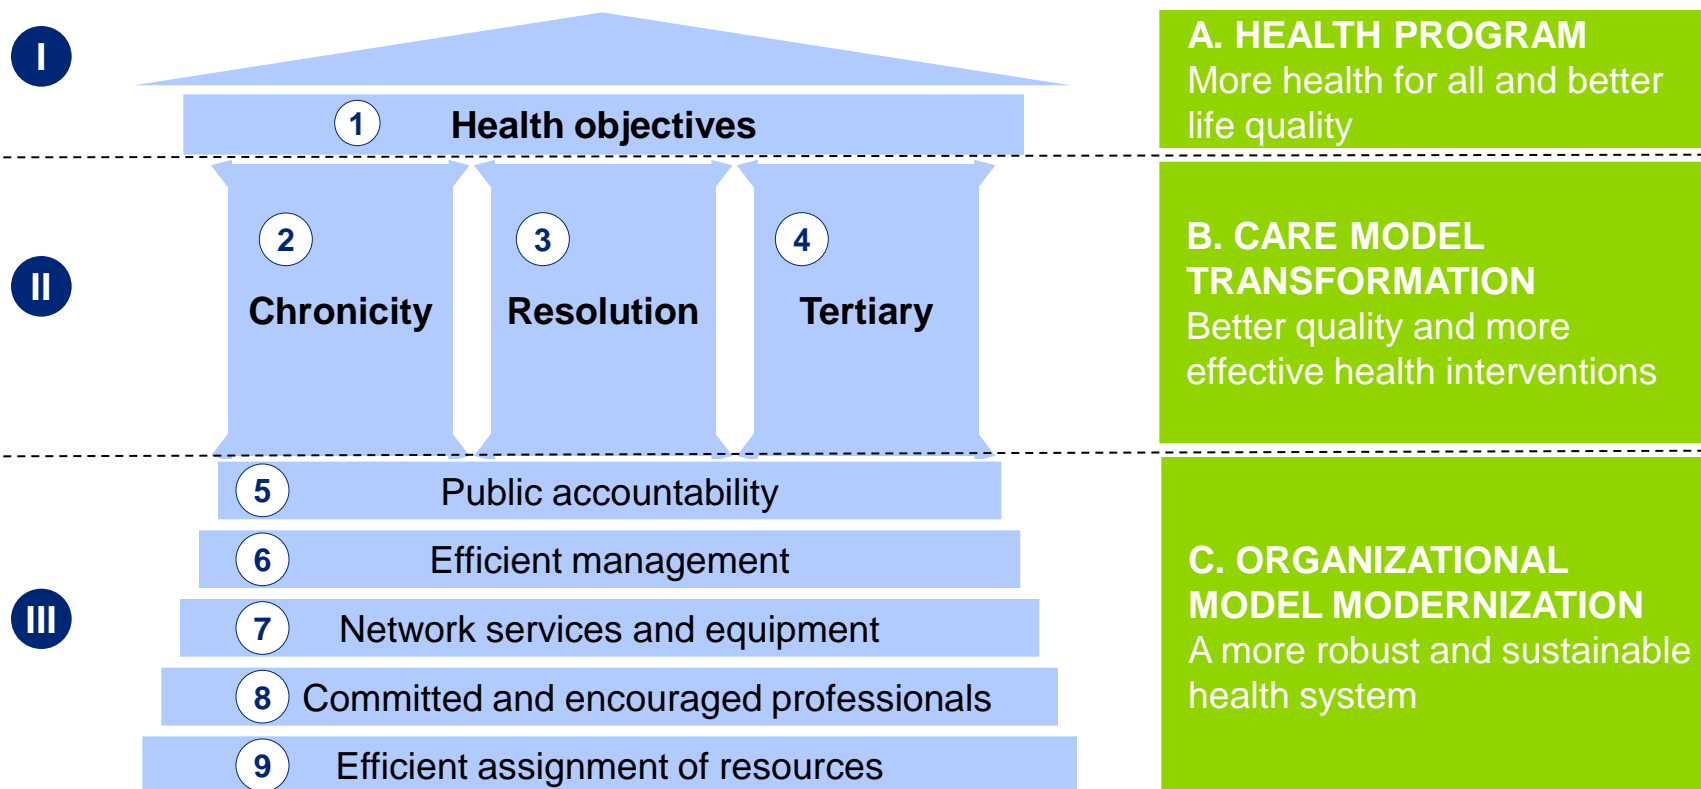 I
1 Health objectives
A. HEALTH PROGRAM
More health for all and better
life quality
II
2
3
4
Chronicity
Resolution
Tertiary
B. CARE MODEL
TRANSFORMATION
Better quality and more
effective health interventions
III
5 Public accountability
6 Efficient management
7 Network services and equipment
8 Committed and encouraged professionals
9 Efficient assignment of resources
C. ORGANIZATIONAL
MODEL MODERNIZATION
A more robust and sustainable
health system